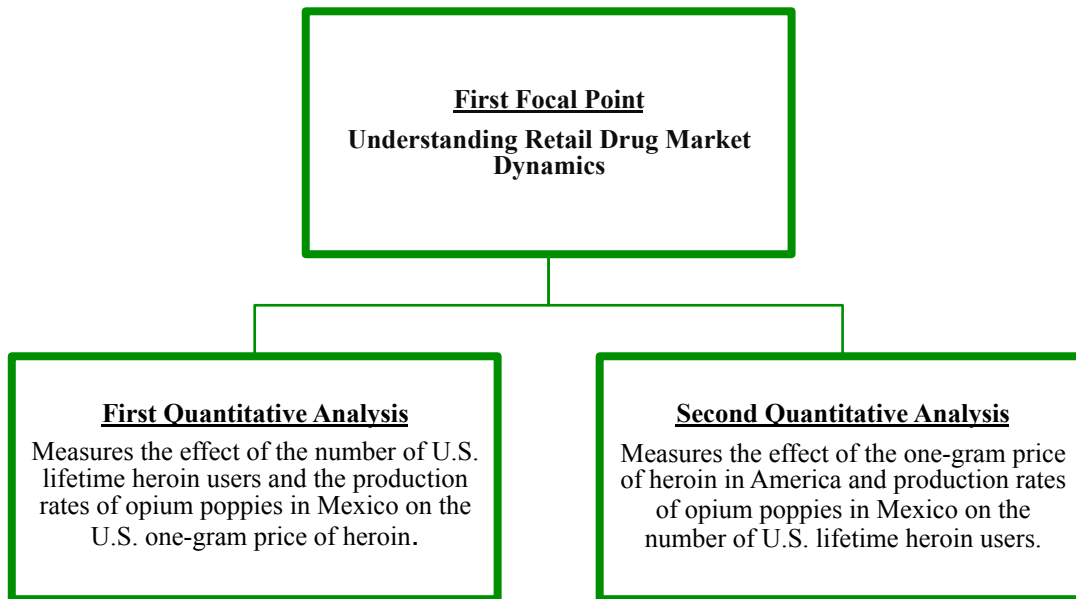 First Focal Point
Understanding Retail Drug Market
Dynamics
First Quantitative Analysis
Measures the effect of the number of U.S.
lifetime heroin users and the production
rates of opium poppies in Mexico on the
U.S. one-gram price of heroin.
Second Quantitative Analysis
Measures the effect of the one-gram price
of heroin in America and production rates
of opium poppies in Mexico on the
number of U.S. lifetime heroin users.